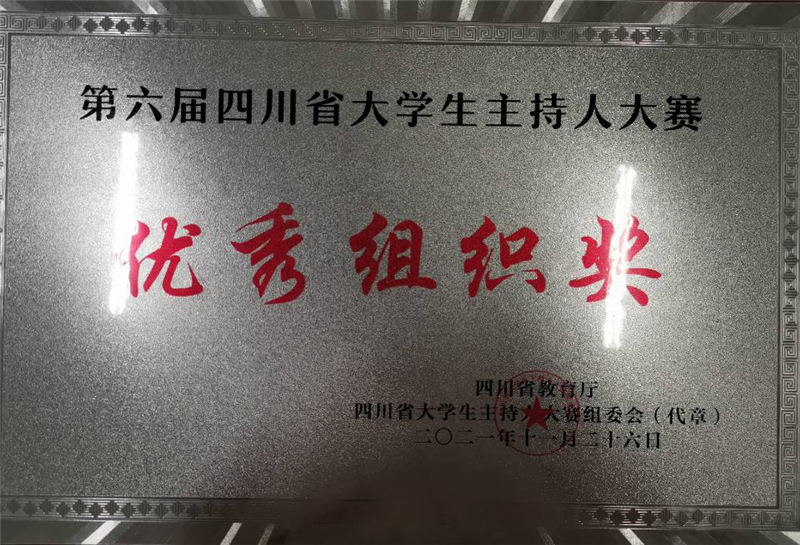 第六届四川省大学生主持人大赛
优秀组织奖
四川省教育厅
四川省大学生主持人大赛组委会（代章）
二〇二一年十一月二十六日